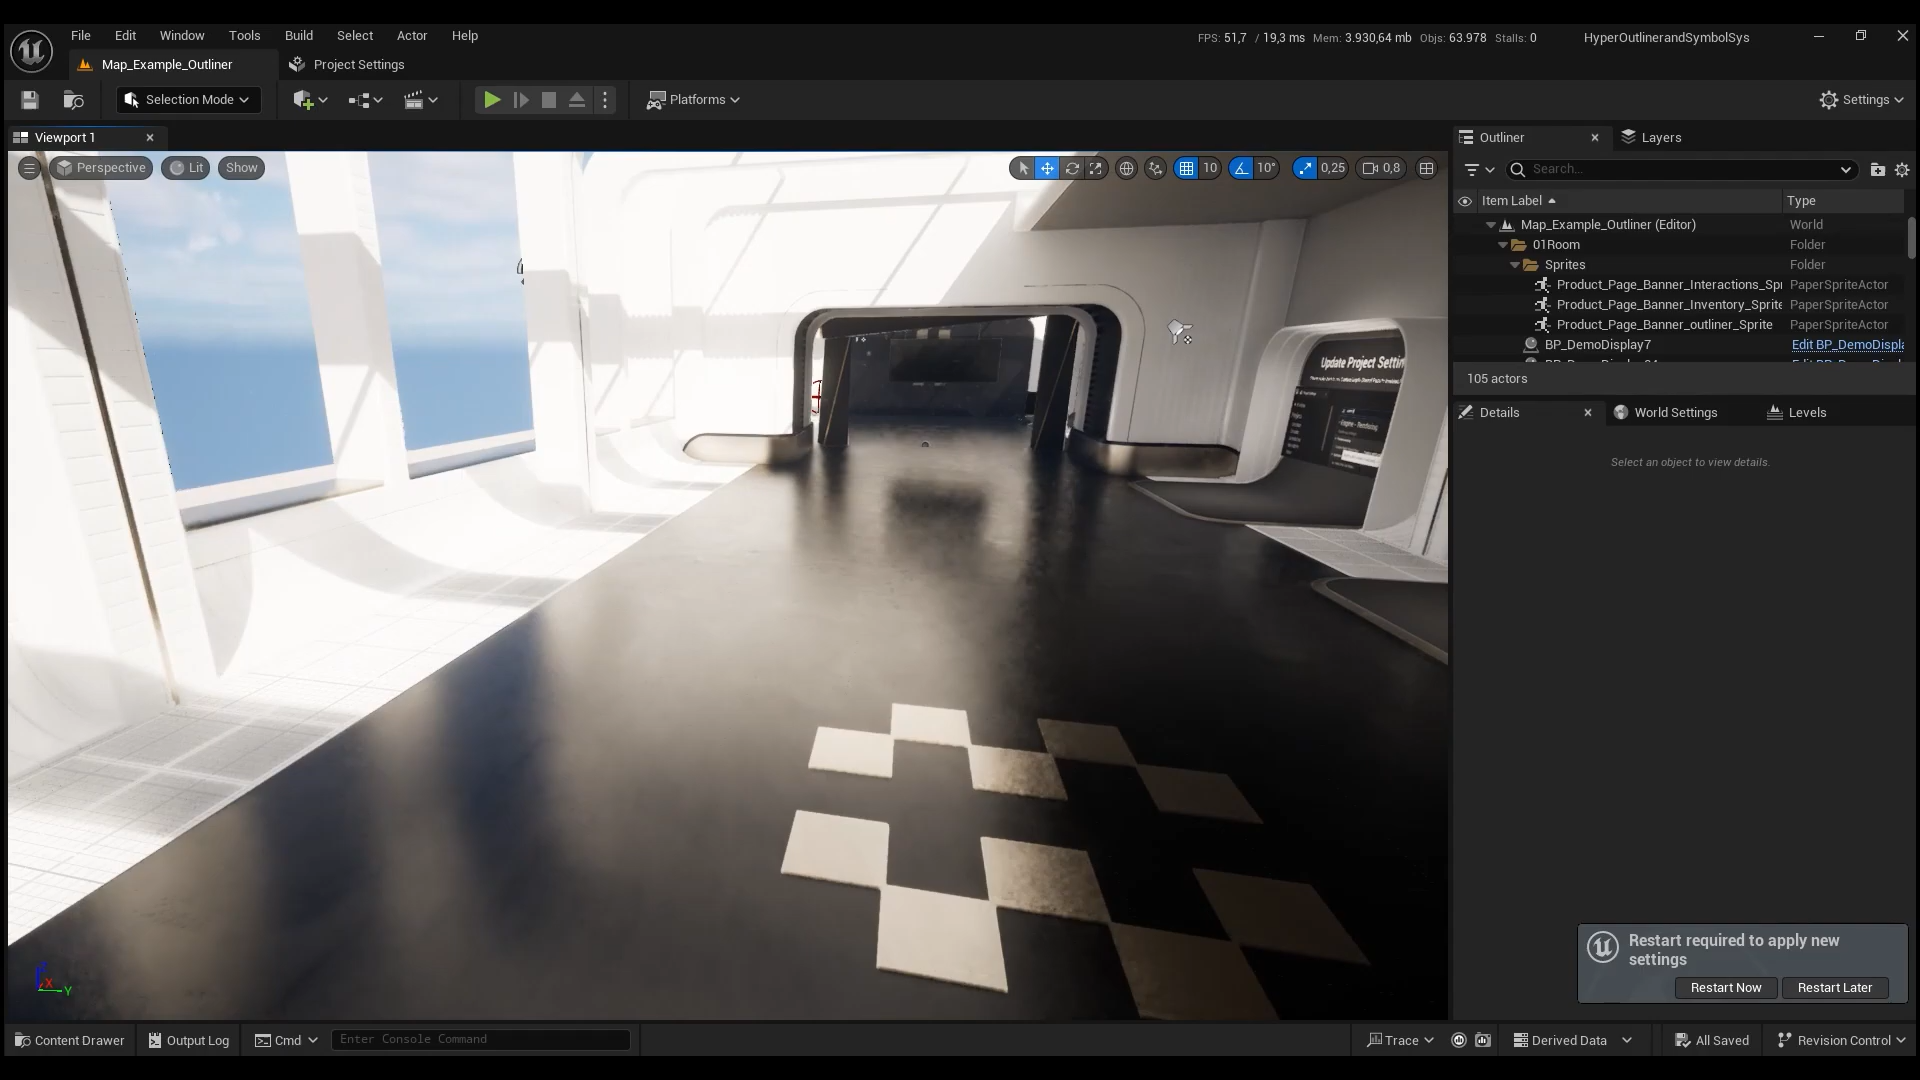 File Edit Window Tools Build Select Actor Help
FPS: 51,7 / 19,3 ms Mem: 3.930,64 mb Objs: 63.978 Stalls: 0
HyperOutlinerandSymbolSys
Map_Example_Outliner
Project Settings
Selection Mode
Platforms
Settings
Viewport 1
Outliner
Layers
Perspective
Lit
Show
10
10°
0,25
0,8
Search...
Item Label
Type
Map_Example_Outliner (Editor) World
01Room Folder
Sprites Folder
Product_Page_Banner_Interactions_Spr PaperSpriteActor
Product_Page_Banner_Inventory_Sprite PaperSpriteActor
Product_Page_Banner_outliner_Sprite PaperSpriteActor
BP_DemoDisplay7 Edit BP_DemoDispla
105 actors
Update Project Settin
Details
World Settings
Levels
Select an object to view details.
Z
X
Y
Restart required to apply new
settings
Restart Now
Restart Later
Content Drawer
Output Log
Cmd
Enter Console Command
Trace
Derived Data
All Saved
Revision Control